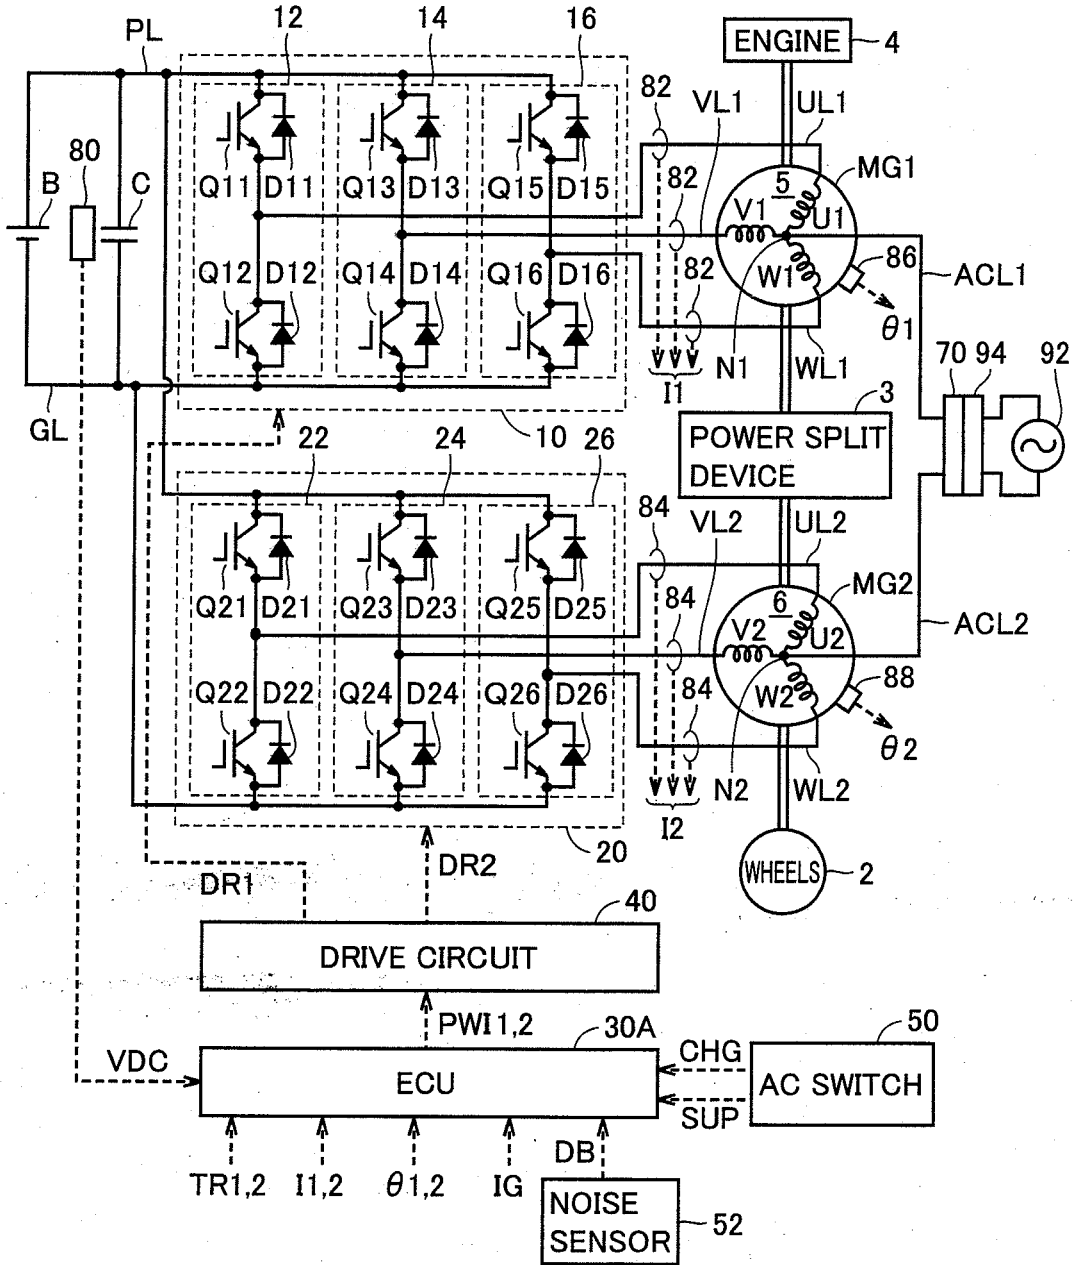 PL
12
14
16
ENGINE
4
82
VL1
UL1
80
B
C
Q11
D11
Q13
D13
Q15
D15
82
MG1
5
V1
U1
W1
86
ACL1
θ1
Q12
D12
Q14
D14
Q16
D16
82
N1
WL1
I1
70
94
92
3
GL
10
POWER SPLIT
DEVICE
22
24
26
84
VL2
UL2
Q21
D21
Q23
D23
Q25
D25
84
MG2
6
V2
U2
W2
ACL2
88
θ2
Q22
D22
Q24
D24
Q26
D26
84
N2
WL2
I2
20
DR1
DR2
WHEELS
2
40
DRIVE CIRCUIT
PWI1,2
30A
50
VDC
ECU
CHG
SUP
AC SWITCH
TR1,2
I1,2
θ1,2
IG
DB
NOISE
SENSOR
52